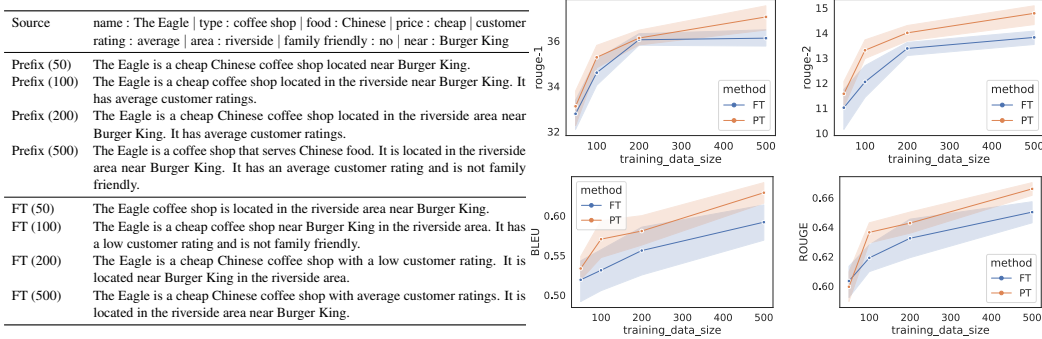 Source name : The Eagle | type : coffee shop | food : Chinese | price : cheap | customer
rating : average | area : riverside | family friendly : no | near : Burger King
Prefix (50) The Eagle is a cheap Chinese coffee shop located near Burger King.
Prefix (100) The Eagle is a cheap coffee shop located in the riverside near Burger King. It
has average customer ratings.
Prefix (200) The Eagle is a cheap Chinese coffee shop located in the riverside area near
Burger King. It has average customer ratings.
Prefix (500) The Eagle is a coffee shop that serves Chinese food. It is located in the riverside
area near Burger King. It has an average customer rating and is not family
friendly.
FT (50) The Eagle coffee shop is located in the riverside area near Burger King.
FT (100) The Eagle is a cheap coffee shop near Burger King in the riverside area. It has
a low customer rating and is not family friendly.
FT (200) The Eagle is a cheap Chinese coffee shop with a low customer rating. It is
located near Burger King in the riverside area.
FT (500) The Eagle is a cheap Chinese coffee shop with average customer ratings. It is
located in the riverside area near Burger King.
rouge-1
36
34
32
method
FT
PT
100 200 300 400 500
training_data_size
rouge-2
15
14
13
12
11
10
method
FT
PT
100 200 300 400 500
training_data_size
BLEU
0.60
0.55
0.50
method
FT
PT
100 200 300 400 500
training_data_size
ROUGE
0.66
0.64
0.62
0.60
method
FT
PT
100 200 300 400 500
training_data_size